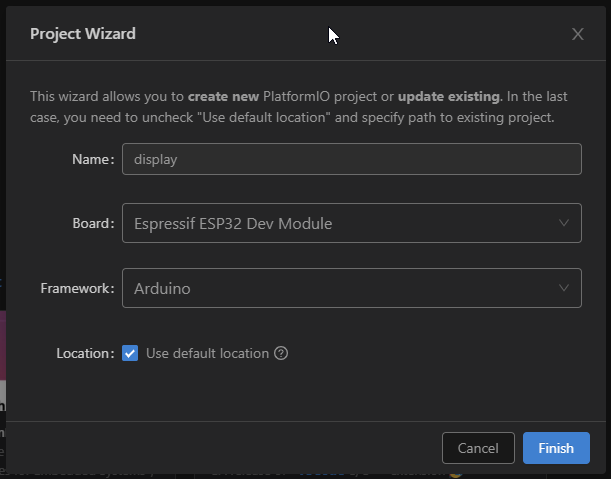 Project Wizard
This wizard allows you to create new PlatformIO project or update existing. In the last
case, you need to uncheck "Use default location" and specify path to existing project.
Name:
display
Board:
Espressif ESP32 Dev Module
Framework:
Arduino
Location:
Use default location
Cancel
Finish